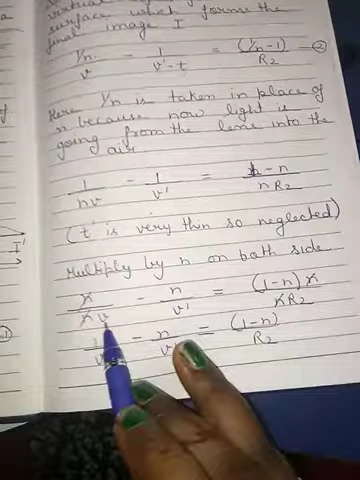 virtual
surface which forms the
final image I
1/n/v - 1/v'-t = (1/n-1)/R2 - 2
Here 1/n is taken in place of
n because now light is
going from the lens into the
air
1/nv - 1/v' = 1-n/nR2
('t' is very thin so neglected)
Multiply by n on both side
n/nv - n/v' = (1-n)n/nR2
1/v - n/v' = (1-n)/R2
I'